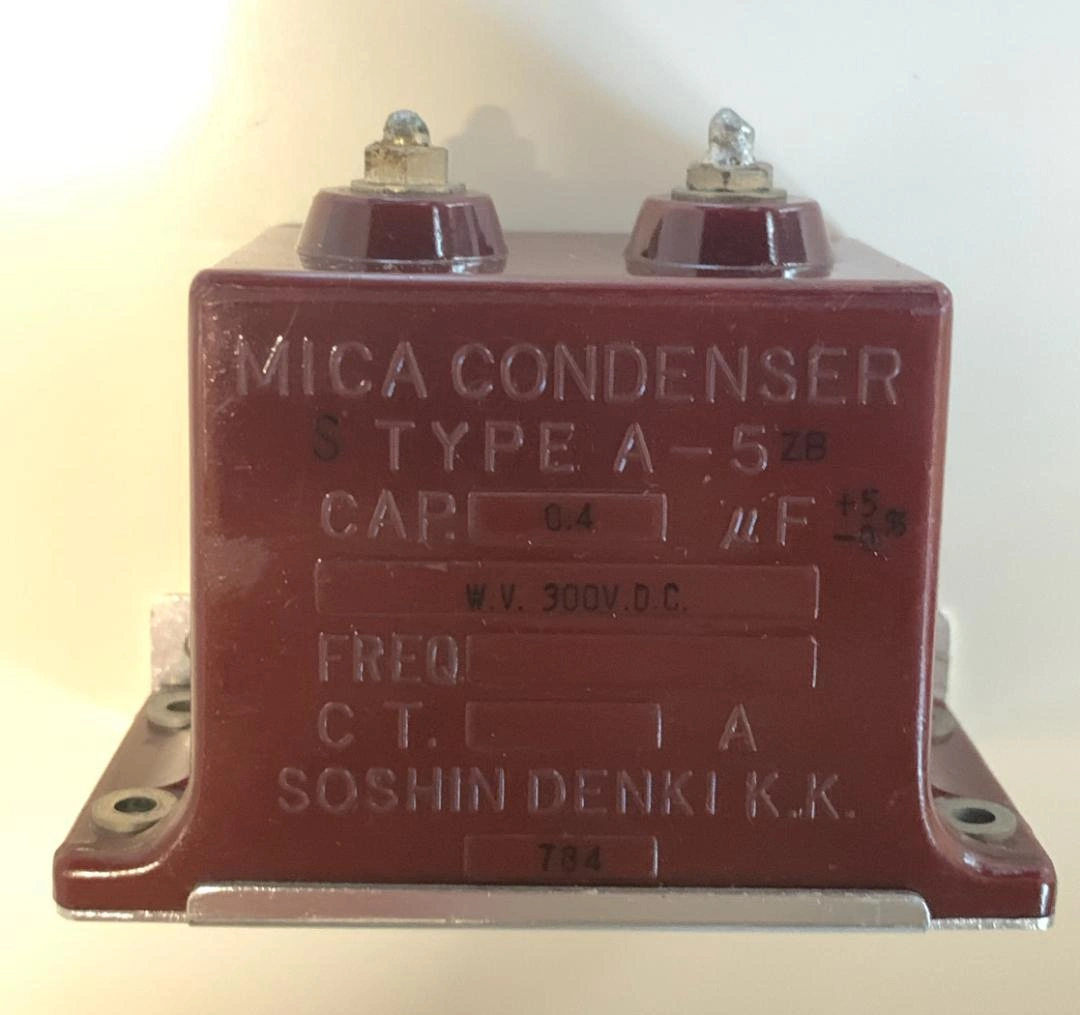 MICA CONDENSER
S TYPE A-5 ZB
CAP. 0.4 μF +5 -0 %
W.V. 300V.D.C.
FREQ
C T. A
SOSHIN DENKI K.K.
784